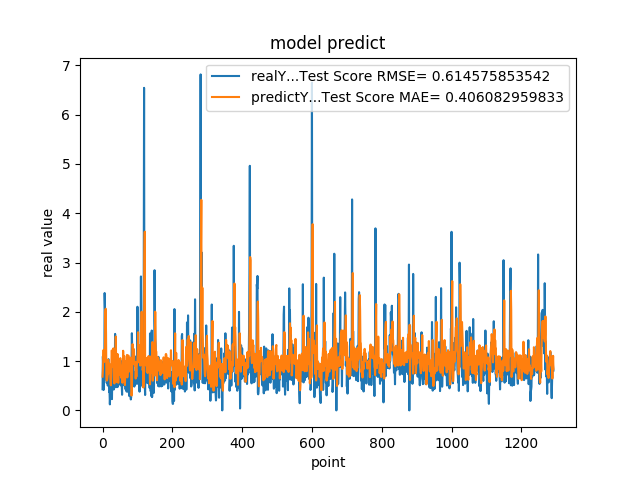 model predict
realY...Test Score RMSE= 0.614575853542
predictY...Test Score MAE= 0.406082959833
real value
7
6
5
4
3
2
1
0
0 200 400 600 800 1000 1200
point